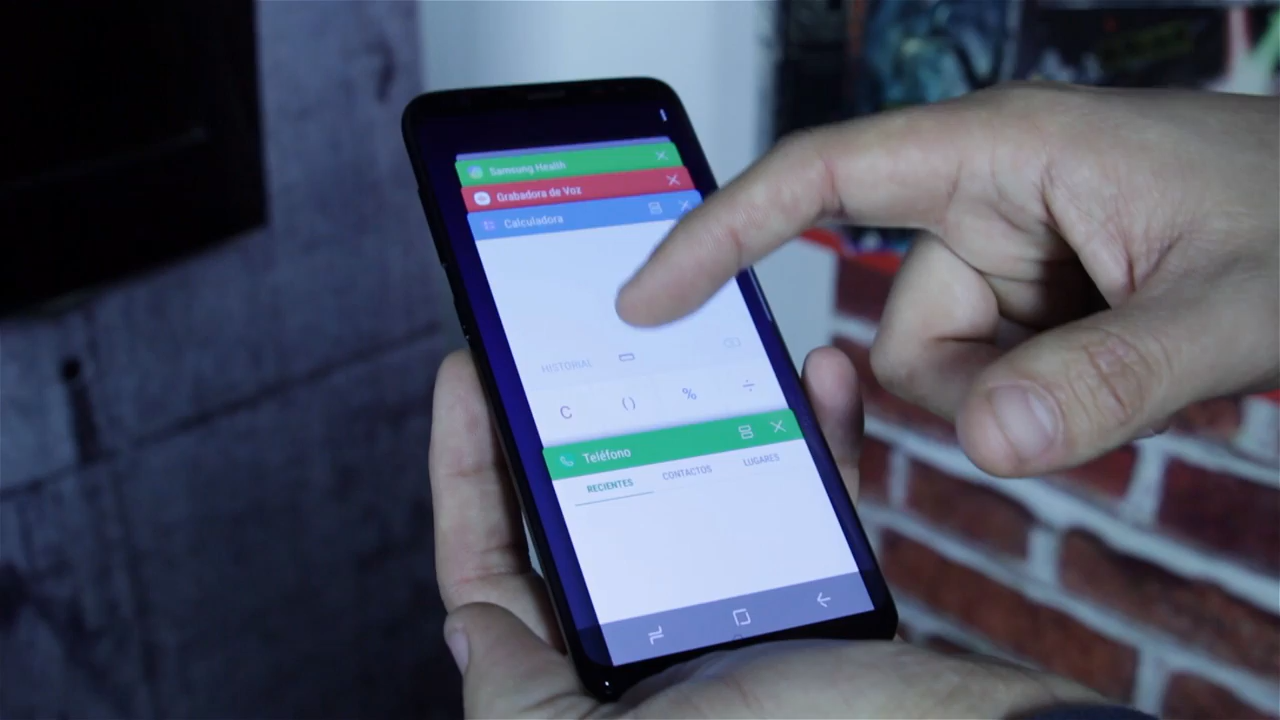 Samsung Health
Grabadora de Voz
Calculadora
HISTORIAL
C ( ) % ÷
Teléfono
RECIENTES CONTACTOS LUGARES